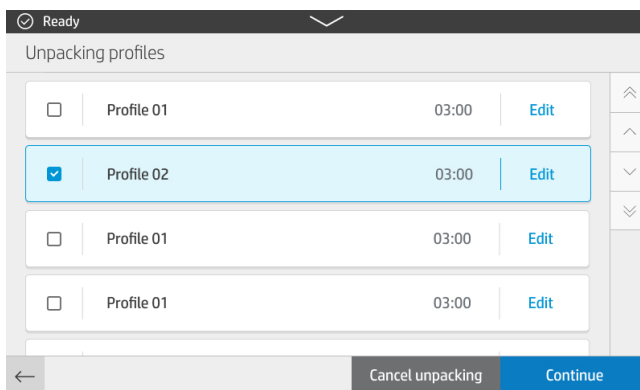 Ready
Unpacking profiles
Profile 01 03:00 Edit
Profile 02 03:00 Edit
Profile 01 03:00 Edit
Profile 01 03:00 Edit
Cancel unpacking Continue